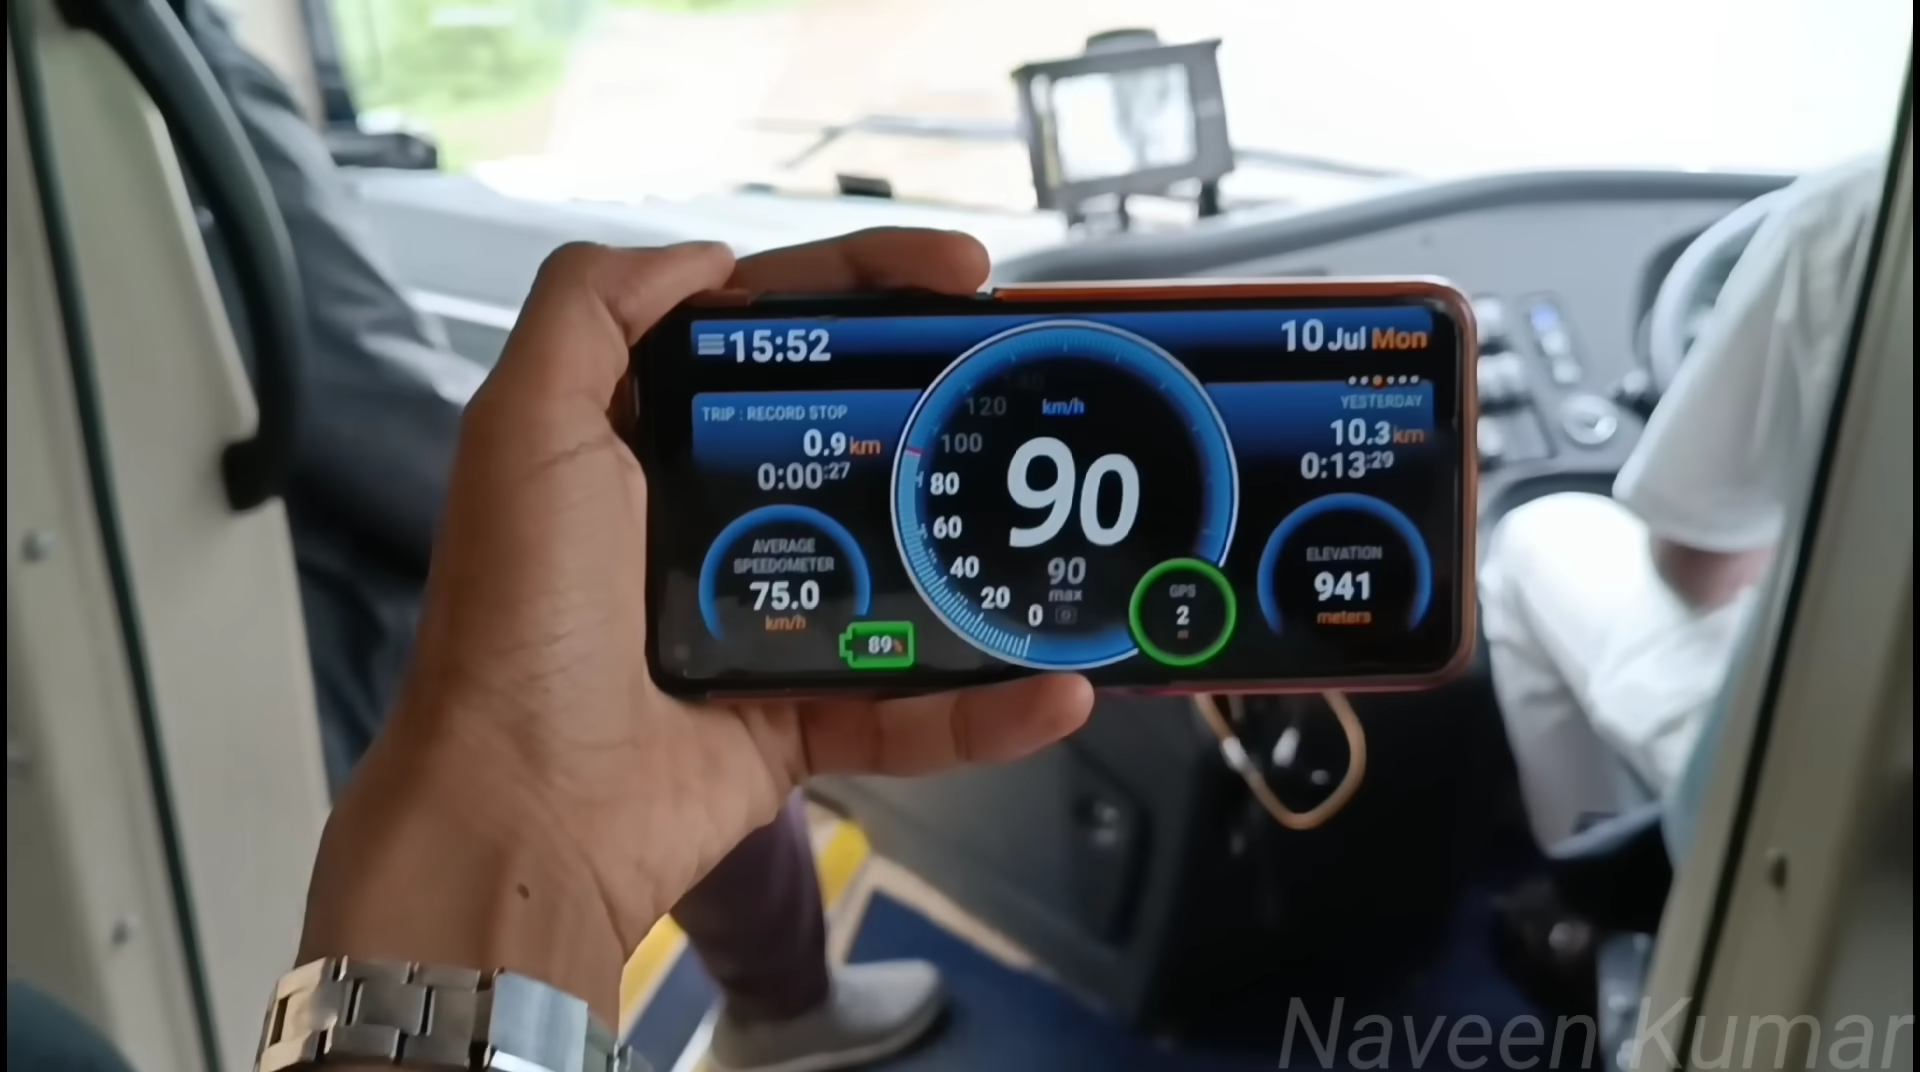 15:52
10 Jul Mon
TRIP : RECORD STOP
0.9 km
0:00:27
YESTERDAY
10.3 km
0:13:29
140
120
100
80
60
40
20
0
km/h
90
90
max
AVERAGE
SPEEDOMETER
75.0
km/h
89%
GPS
2
m
ELEVATION
941
meters
Naveen Kumar